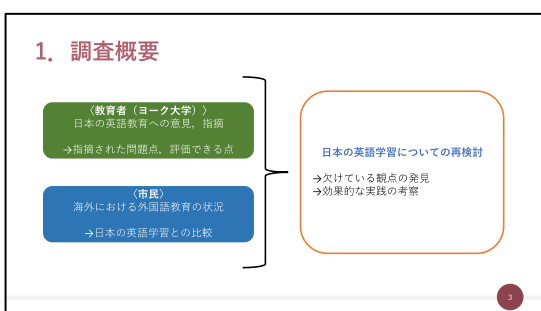 1. 調査概要
〈教育者（ヨーク大学）〉
日本の英語教育への意見，指摘
→指摘された問題点，評価できる点
〈市民〉
海外における外国語教育の状況
→日本の英語学習との比較
日本の英語学習についての再検討
→欠けている観点の発見
→効果的な実践の考察
3